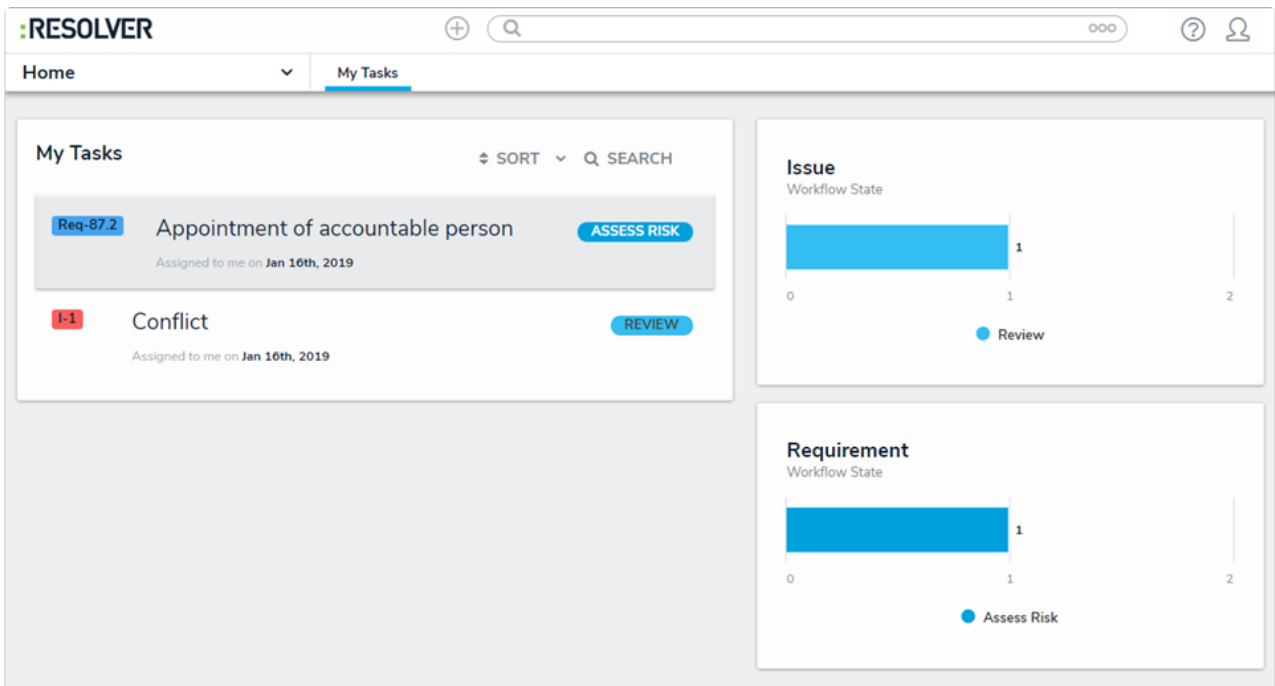 :RESOLVER
Home
My Tasks
My Tasks
SORT
SEARCH
Req-87.2
Appointment of accountable person
ASSESS RISK
Assigned to me on Jan 16th, 2019
I-1
Conflict
REVIEW
Assigned to me on Jan 16th, 2019
Issue
Workflow State
1
0 1 2
Review
Requirement
Workflow State
1
0 1 2
Assess Risk